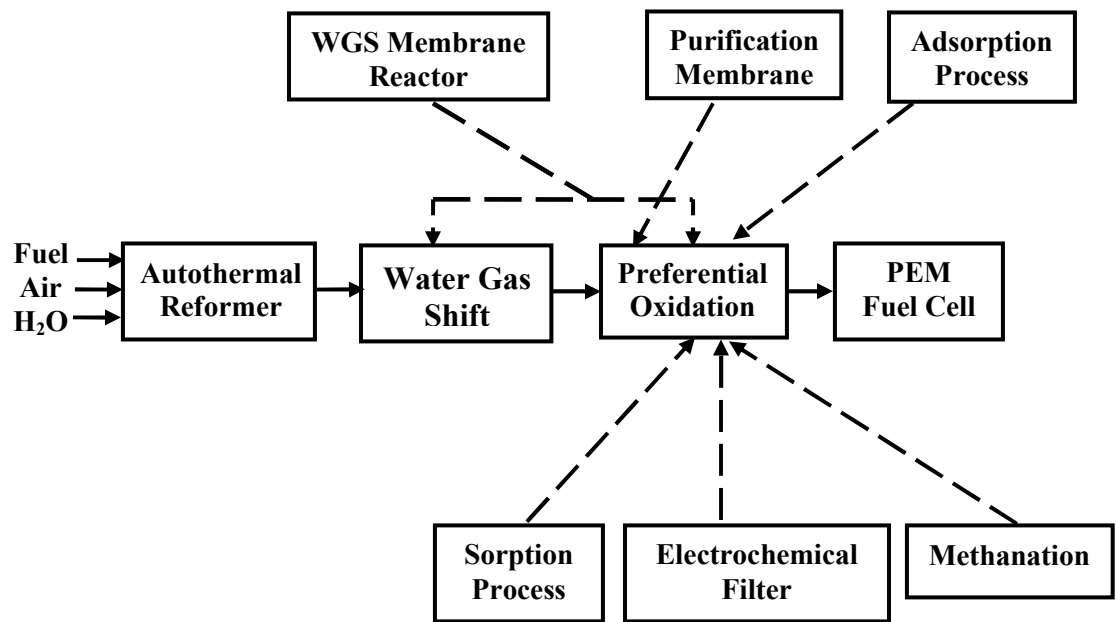 WGS Membrane
Reactor
Purification
Membrane
Adsorption
Process
Fuel
Air
H₂O
Autothermal
Reformer
Water Gas
Shift
Preferential
Oxidation
PEM
Fuel Cell
Sorption
Process
Electrochemical
Filter
Methanation